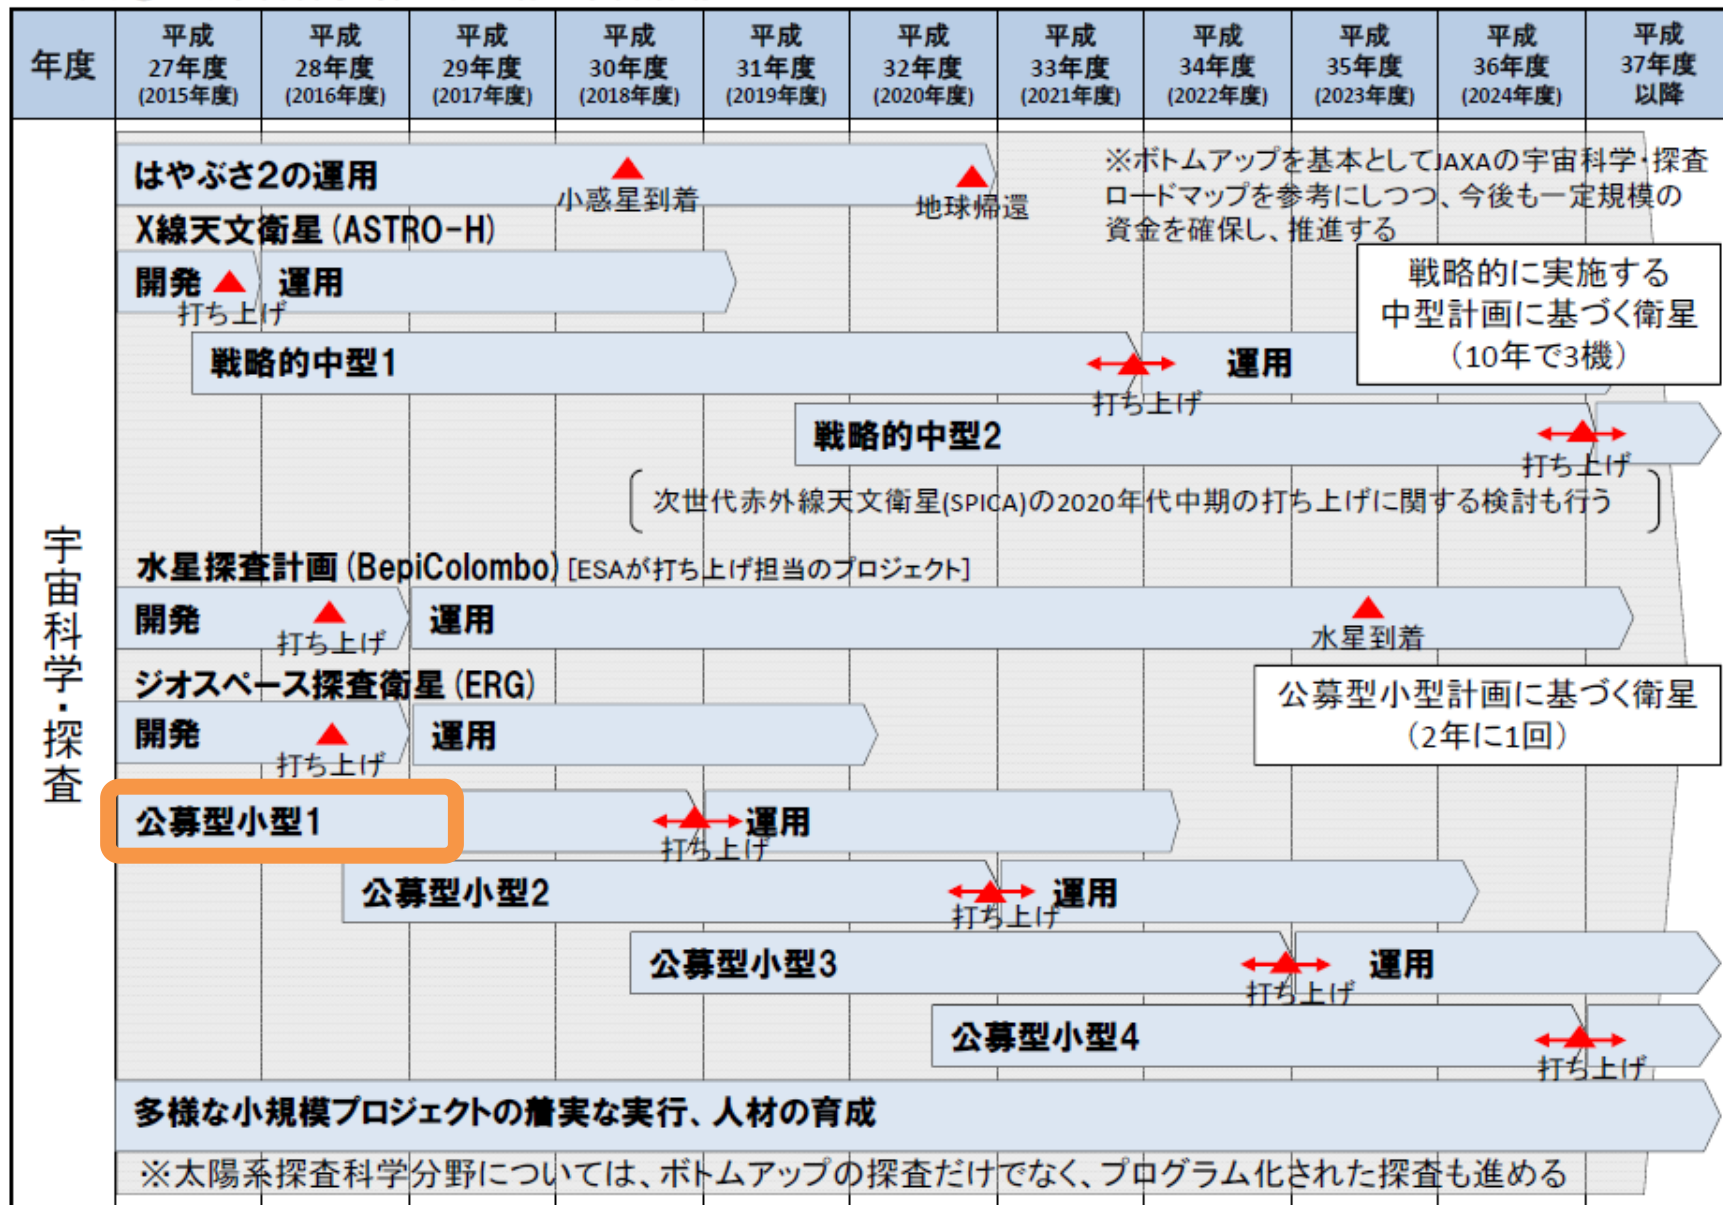 年度
平成
27年度
(2015年度)
平成
28年度
(2016年度)
平成
29年度
(2017年度)
平成
30年度
(2018年度)
平成
31年度
(2019年度)
平成
32年度
(2020年度)
平成
33年度
(2021年度)
平成
34年度
(2022年度)
平成
35年度
(2023年度)
平成
36年度
(2024年度)
平成
37年度
以降
宇宙科学・探査
はやぶさ2の運用
小惑星到着
地球帰還
※ボトムアップを基本としてJAXAの宇宙科学・探査
ロードマップを参考にしつつ、今後も一定規模の
資金を確保し、推進する
X線天文衛星(ASTRO-H)
開発
運用
打ち上げ
戦略的に実施する
中型計画に基づく衛星
(10年で3機)
戦略的中型1
運用
打ち上げ
戦略的中型2
打ち上げ
次世代赤外線天文衛星(SPICA)の2020年代中期の打ち上げに関する検討も行う
水星探査計画(BepiColombo)[ESAが打ち上げ担当のプロジェクト]
開発
運用
打ち上げ
水星到着
ジオスペース探査衛星(ERG)
開発
運用
打ち上げ
公募型小型計画に基づく衛星
(2年に1回)
公募型小型1
運用
打ち上げ
公募型小型2
運用
打ち上げ
公募型小型3
運用
打ち上げ
公募型小型4
打ち上げ
多様な小規模プロジェクトの着実な実行、人材の育成
※太陽系探査科学分野については、ボトムアップの探査だけでなく、プログラム化された探査も進める